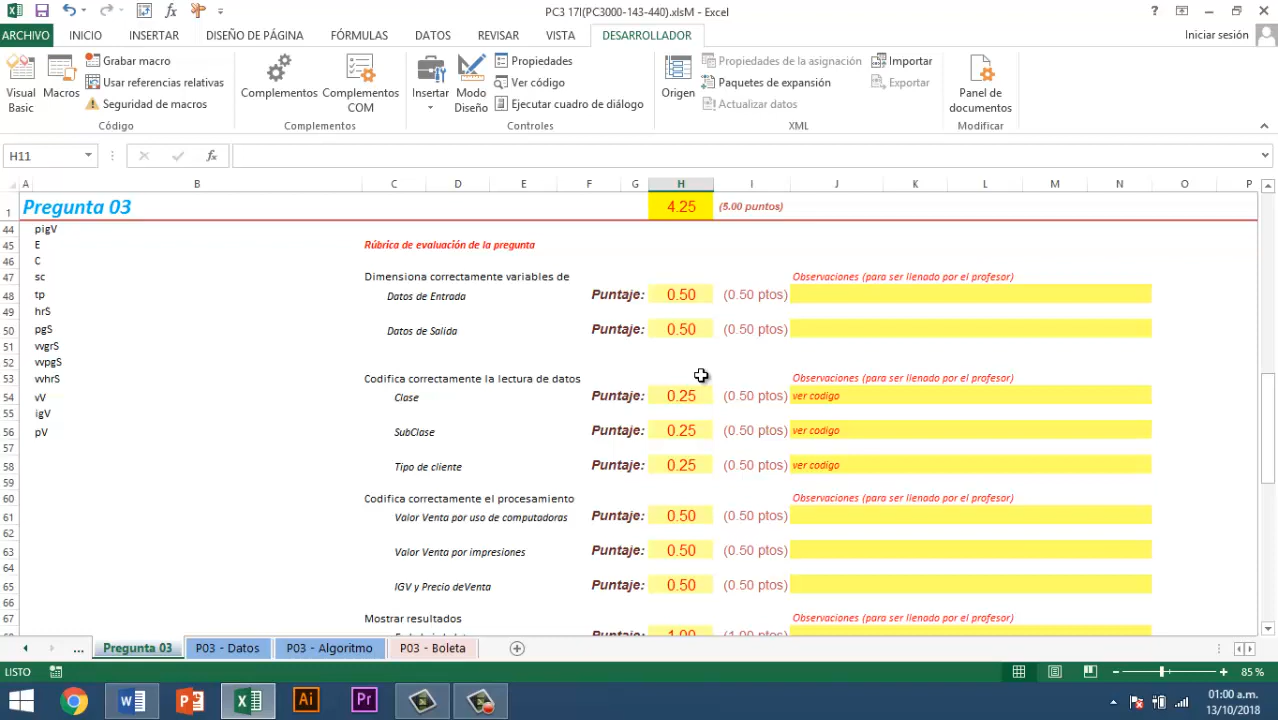 PC3 17I(PC3000-143-440).xlsM - Excel
ARCHIVO INICIO INSERTAR DISEÑO DE PÁGINA FÓRMULAS DATOS REVISAR VISTA DESARROLLADOR Iniciar sesión
Visual Basic
Macros
Grabar macro
Usar referencias relativas
Seguridad de macros
Código
Complementos
Complementos COM
Complementos
Insertar
Modo Diseño
Propiedades
Ver código
Ejecutar cuadro de diálogo
Controles
Origen
Propiedades de la asignación
Paquetes de expansión
Actualizar datos
Importar
Exportar
XML
Panel de documentos
Modificar
H11 fx
A B C D E F G H I J K L M N O P
1 Pregunta 03 4.25 (5.00 puntos)
44 pigV
45 E Rúbrica de evaluación de la pregunta
46 C
47 sc Dimensiona correctamente variables de Observaciones (para ser llenado por el profesor)
48 tp Datos de Entrada Puntaje: 0.50 (0.50 ptos)
49 hrS
50 pgS Datos de Salida Puntaje: 0.50 (0.50 ptos)
51 vvgrS
52 vvpgS
53 vvhrS Codifica correctamente la lectura de datos Observaciones (para ser llenado por el profesor)
54 vV Clase Puntaje: 0.25 (0.50 ptos) ver codigo
55 igV
56 pV SubClase Puntaje: 0.25 (0.50 ptos) ver codigo
57
58 Tipo de cliente Puntaje: 0.25 (0.50 ptos) ver codigo
59
60 Codifica correctamente el procesamiento Observaciones (para ser llenado por el profesor)
61 Valor Venta por uso de computadoras Puntaje: 0.50 (0.50 ptos)
62
63 Valor Venta por impresiones Puntaje: 0.50 (0.50 ptos)
64
65 IGV y Precio deVenta Puntaje: 0.50 (0.50 ptos)
66
67 Mostrar resultados Observaciones (para ser llenado por el profesor)
Puntaje: 1.00 (1.00 ptos)
... Pregunta 03 P03 - Datos P03 - Algoritmo P03 - Boleta
LISTO 85 %
01:00 a.m.
13/10/2018